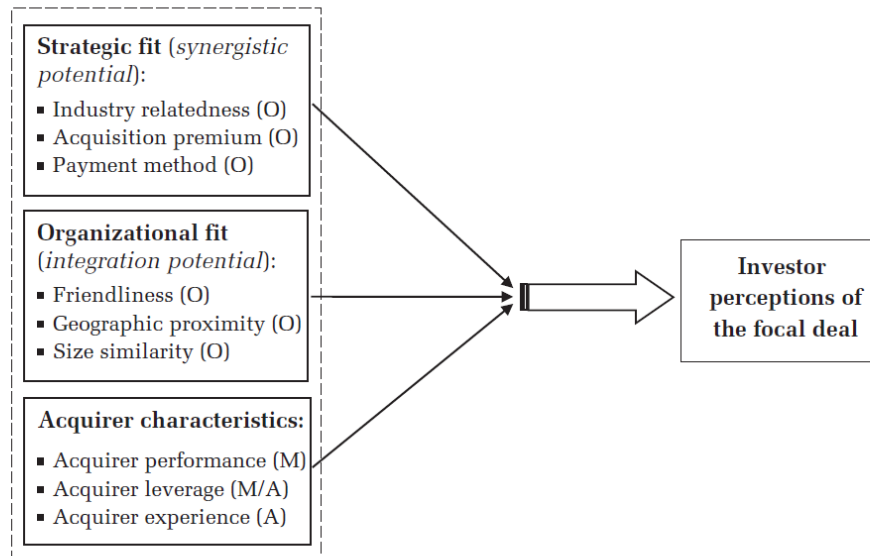 Strategic fit (synergistic
potential):
▪ Industry relatedness (O)
▪ Acquisition premium (O)
▪ Payment method (O)
Organizational fit
(integration potential):
▪ Friendliness (O)
▪ Geographic proximity (O)
▪ Size similarity (O)
Acquirer characteristics:
▪ Acquirer performance (M)
▪ Acquirer leverage (M/A)
▪ Acquirer experience (A)
Investor
perceptions of
the focal deal